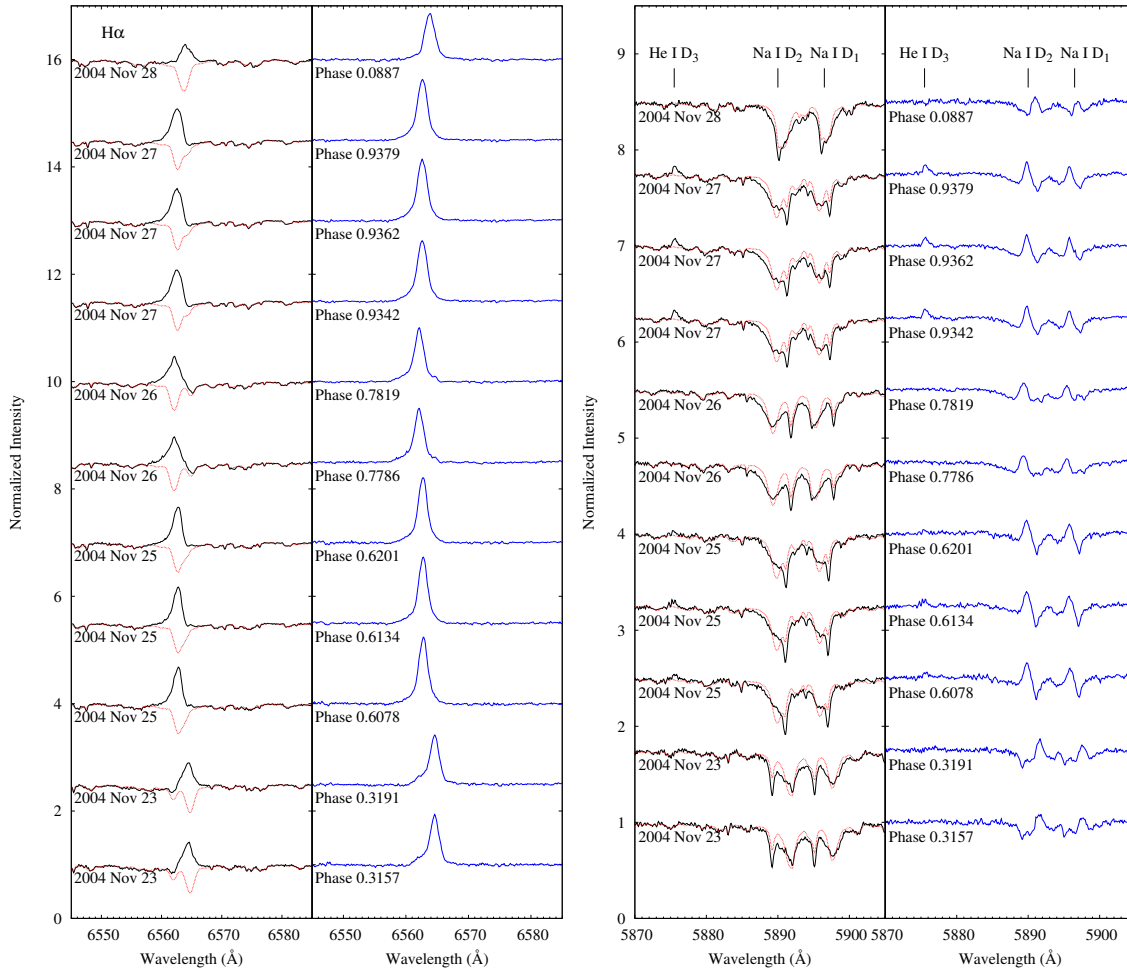 Hα
16
2004 Nov 28
Phase 0.0887
14
2004 Nov 27
Phase 0.9379
2004 Nov 27
Phase 0.9362
12
2004 Nov 27
Phase 0.9342
10
2004 Nov 26
Phase 0.7819
2004 Nov 26
Phase 0.7786
8
2004 Nov 25
Phase 0.6201
6
2004 Nov 25
Phase 0.6134
4
2004 Nov 25
Phase 0.6078
2004 Nov 23
Phase 0.3191
2
2004 Nov 23
Phase 0.3157
0
Normalized Intensity
6550 6560 6570 6580 6550 6560 6570 6580
Wavelength (Å) Wavelength (Å)
9
He I D3 Na I D2 Na I D1 He I D3 Na I D2 Na I D1
2004 Nov 28
Phase 0.0887
8
2004 Nov 27
Phase 0.9379
7
2004 Nov 27
Phase 0.9362
2004 Nov 27
Phase 0.9342
6
2004 Nov 26
Phase 0.7819
5
2004 Nov 26
Phase 0.7786
4
2004 Nov 25
Phase 0.6201
2004 Nov 25
Phase 0.6134
3
2004 Nov 25
Phase 0.6078
2
2004 Nov 23
Phase 0.3191
1
2004 Nov 23
Phase 0.3157
0
Normalized Intensity
5870 5880 5890 5900 5870 5880 5890 5900
Wavelength (Å) Wavelength (Å)